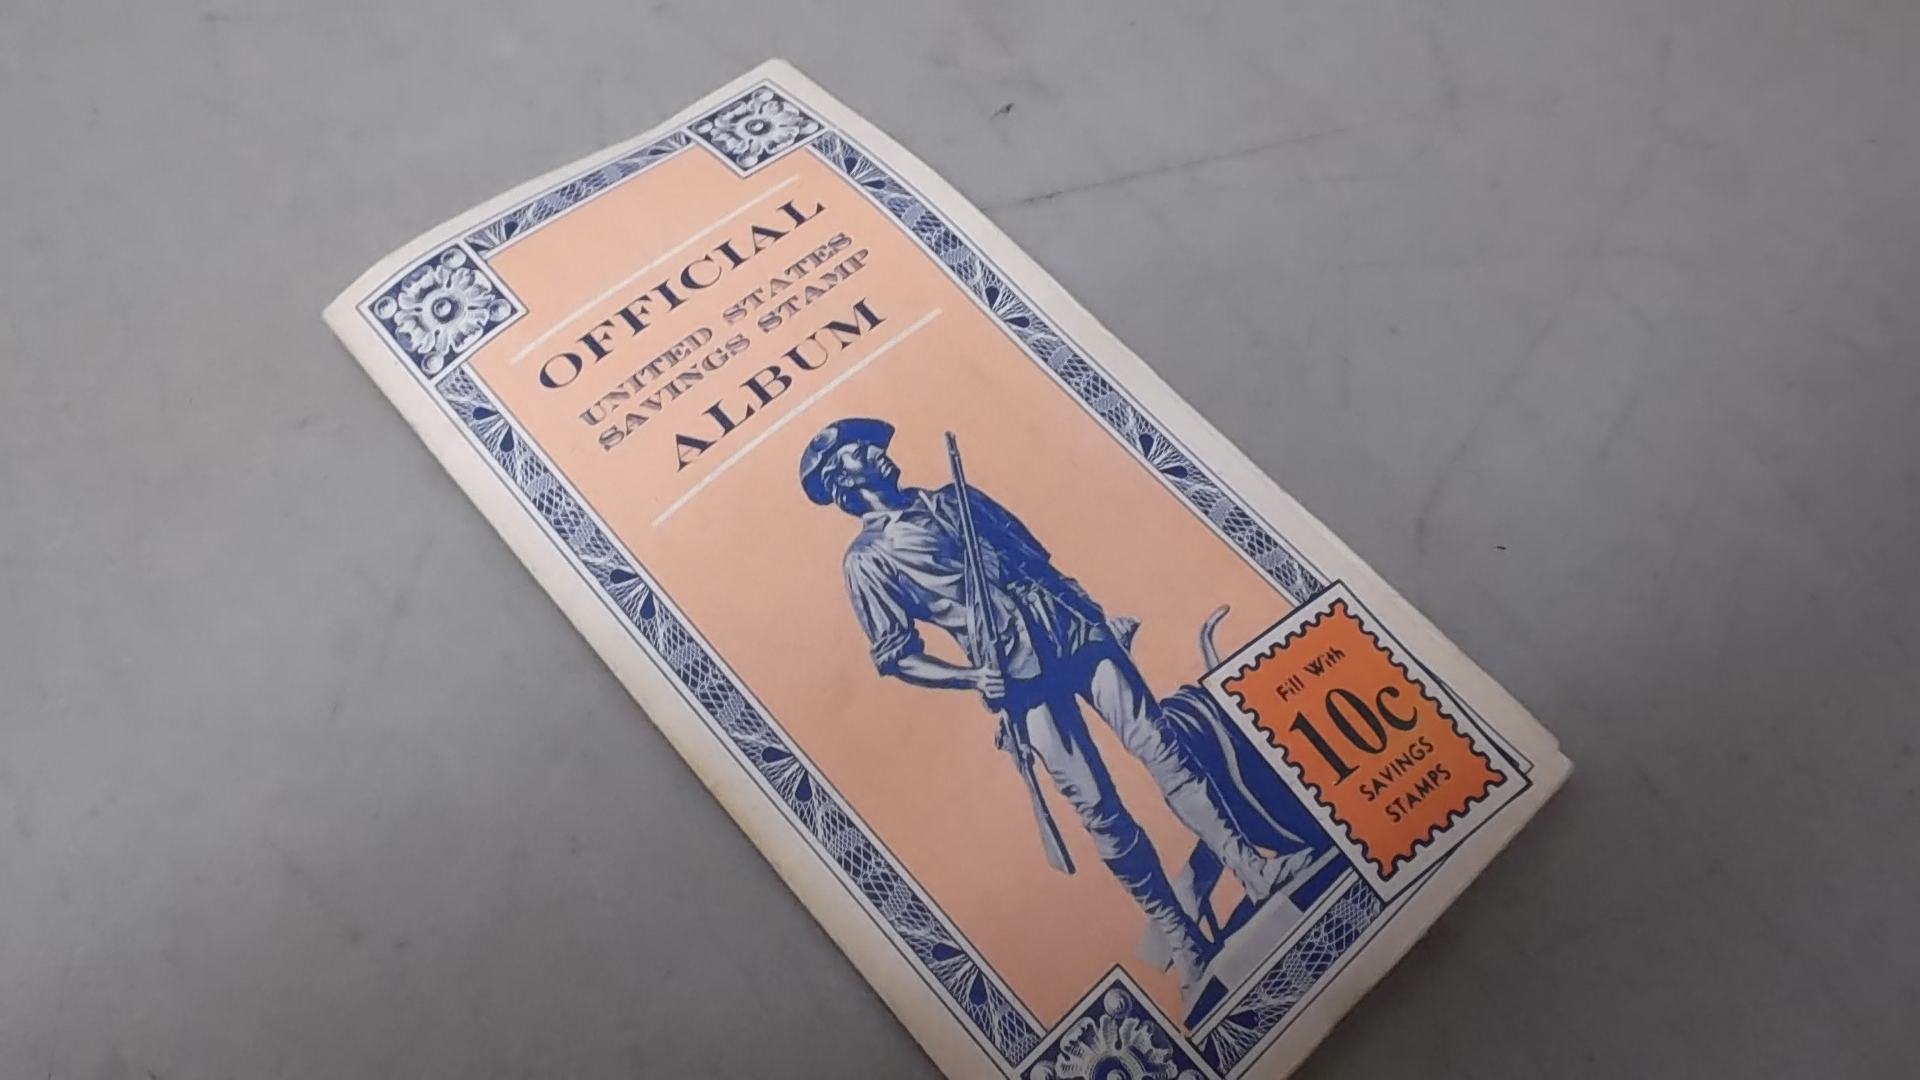 OFFICIAL
UNITED STATES
SAVINGS STAMP
ALBUM
Fill With
10c
SAVINGS
STAMPS